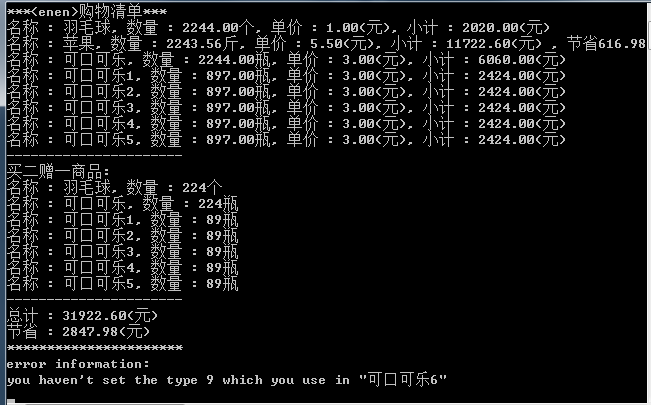 ***<enen>购物清单***
名称 : 羽毛球, 数量 : 2244.00个, 单价 : 1.00(元), 小计 : 2020.00(元)
名称 : 苹果, 数量 : 2243.56斤, 单价 : 5.50(元), 小计 : 11722.60(元) , 节省616.98
名称 : 可口可乐, 数量 : 2244.00瓶, 单价 : 3.00(元), 小计 : 6060.00(元)
名称 : 可口可乐1, 数量 : 897.00瓶, 单价 : 3.00(元), 小计 : 2424.00(元)
名称 : 可口可乐2, 数量 : 897.00瓶, 单价 : 3.00(元), 小计 : 2424.00(元)
名称 : 可口可乐3, 数量 : 897.00瓶, 单价 : 3.00(元), 小计 : 2424.00(元)
名称 : 可口可乐4, 数量 : 897.00瓶, 单价 : 3.00(元), 小计 : 2424.00(元)
名称 : 可口可乐5, 数量 : 897.00瓶, 单价 : 3.00(元), 小计 : 2424.00(元)
----------------------
买二赠一商品:
名称 : 羽毛球, 数量 : 224个
名称 : 可口可乐, 数量 : 224瓶
名称 : 可口可乐1, 数量 : 89瓶
名称 : 可口可乐2, 数量 : 89瓶
名称 : 可口可乐3, 数量 : 89瓶
名称 : 可口可乐4, 数量 : 89瓶
名称 : 可口可乐5, 数量 : 89瓶
----------------------
总计 : 31922.60(元)
节省 : 2847.98(元)
**********************
error information:
you haven't set the type 9 which you use in "可口可乐6"